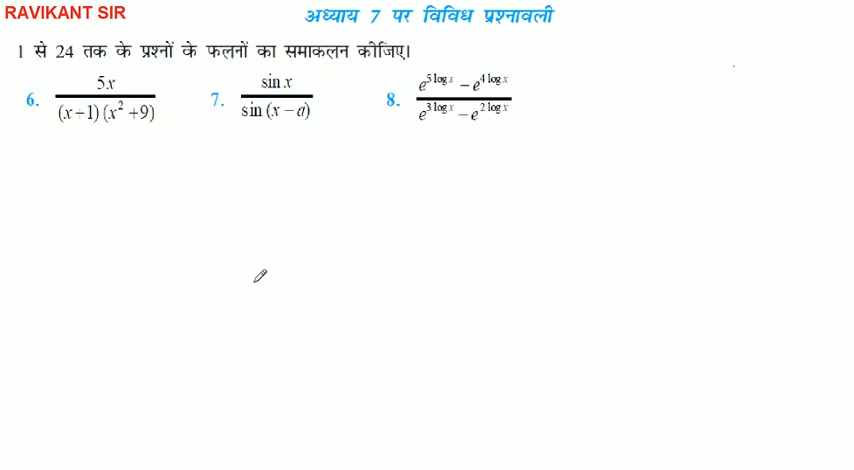 RAVIKANT SIR
अध्याय 7 पर विविध प्रश्नावली
1 से 24 तक के प्रश्नों के फलनों का समाकलन कीजिए।
6. 5x / (x+1)(x² +9) 7. sin x / sin (x − a) 8. e^(5 log x) − e^(4 log x) / e^(3 log x) − e^(2 log x)